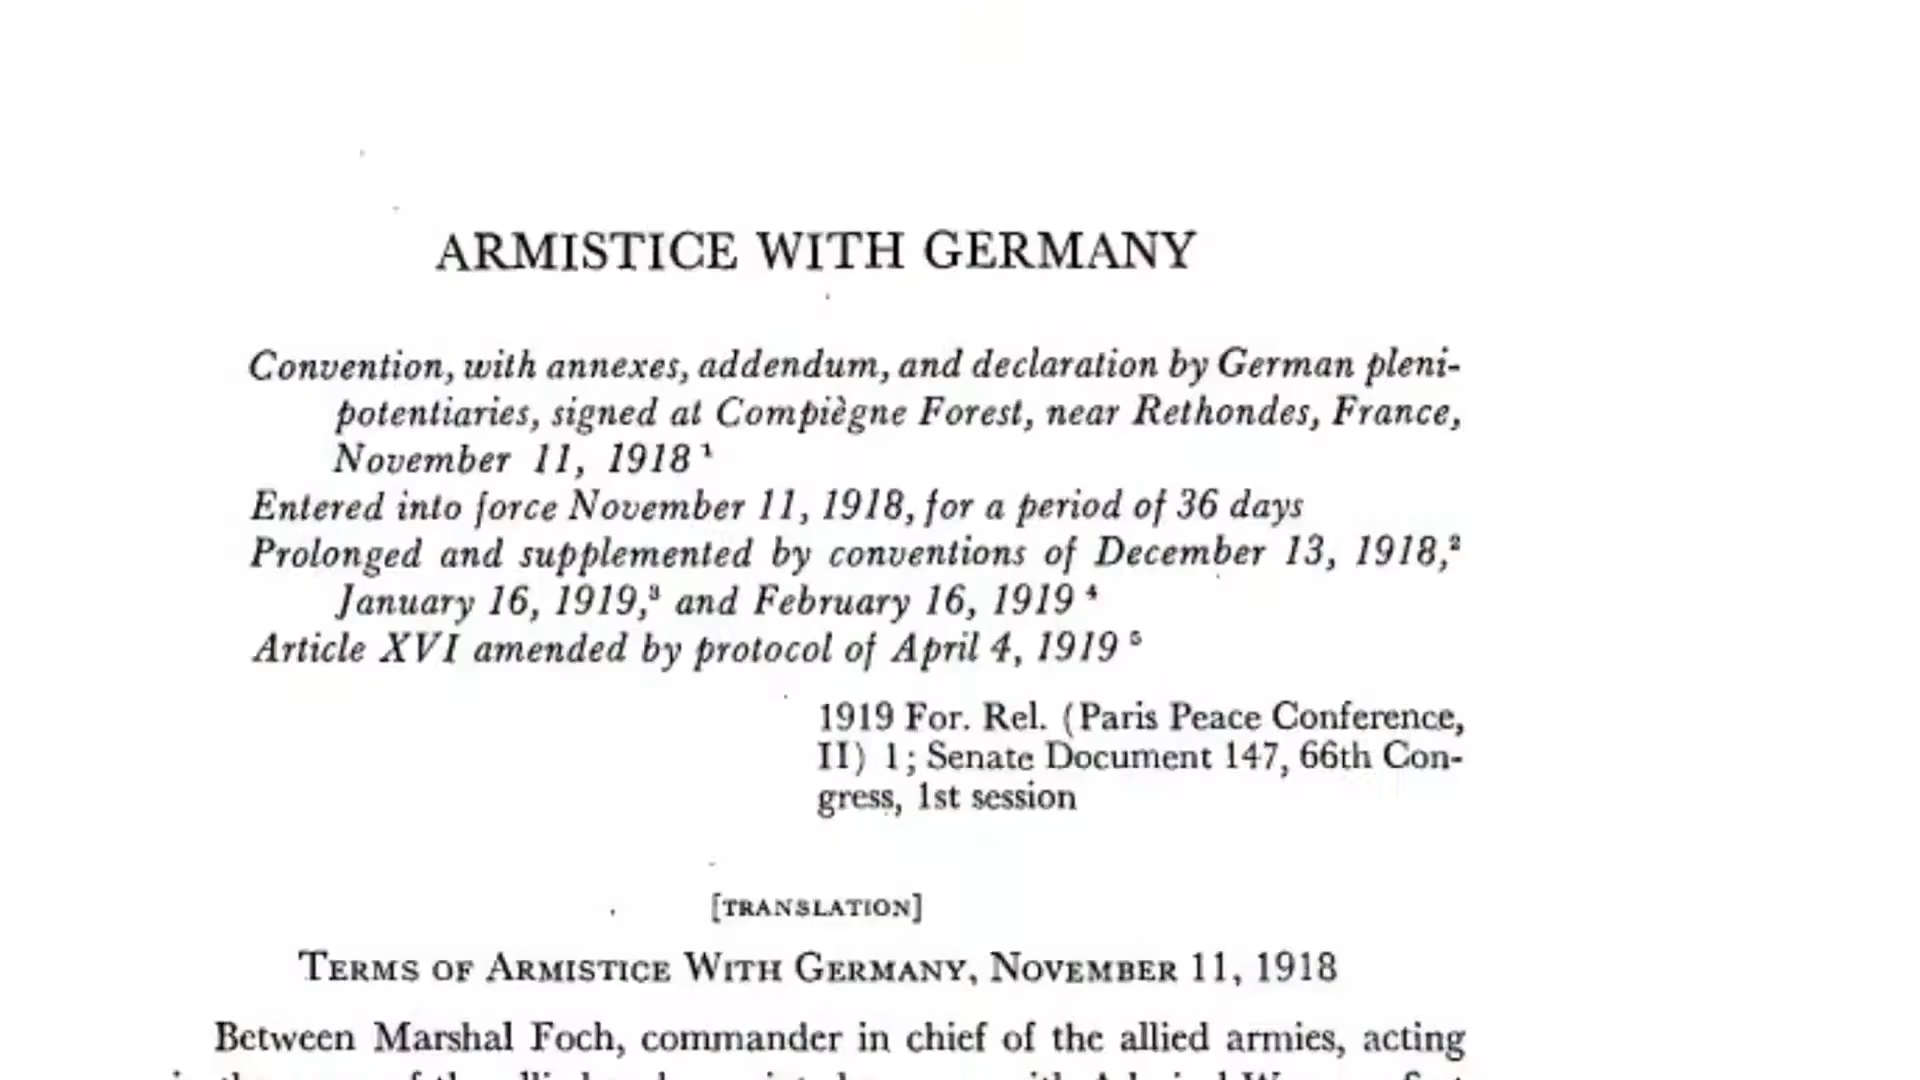 ARMISTICE WITH GERMANY
Convention, with annexes, addendum, and declaration by German pleni-
potentiaries, signed at Compiègne Forest, near Rethondes, France,
November 11, 1918 ¹
Entered into force November 11, 1918, for a period of 36 days
Prolonged and supplemented by conventions of December 13, 1918,²
January 16, 1919,³ and February 16, 1919 ⁴
Article XVI amended by protocol of April 4, 1919 ⁵
1919 For. Rel. (Paris Peace Conference,
II) 1; Senate Document 147, 66th Con-
gress, 1st session
[TRANSLATION]
TERMS OF ARMISTICE WITH GERMANY, NOVEMBER 11, 1918
Between Marshal Foch, commander in chief of the allied armies, acting